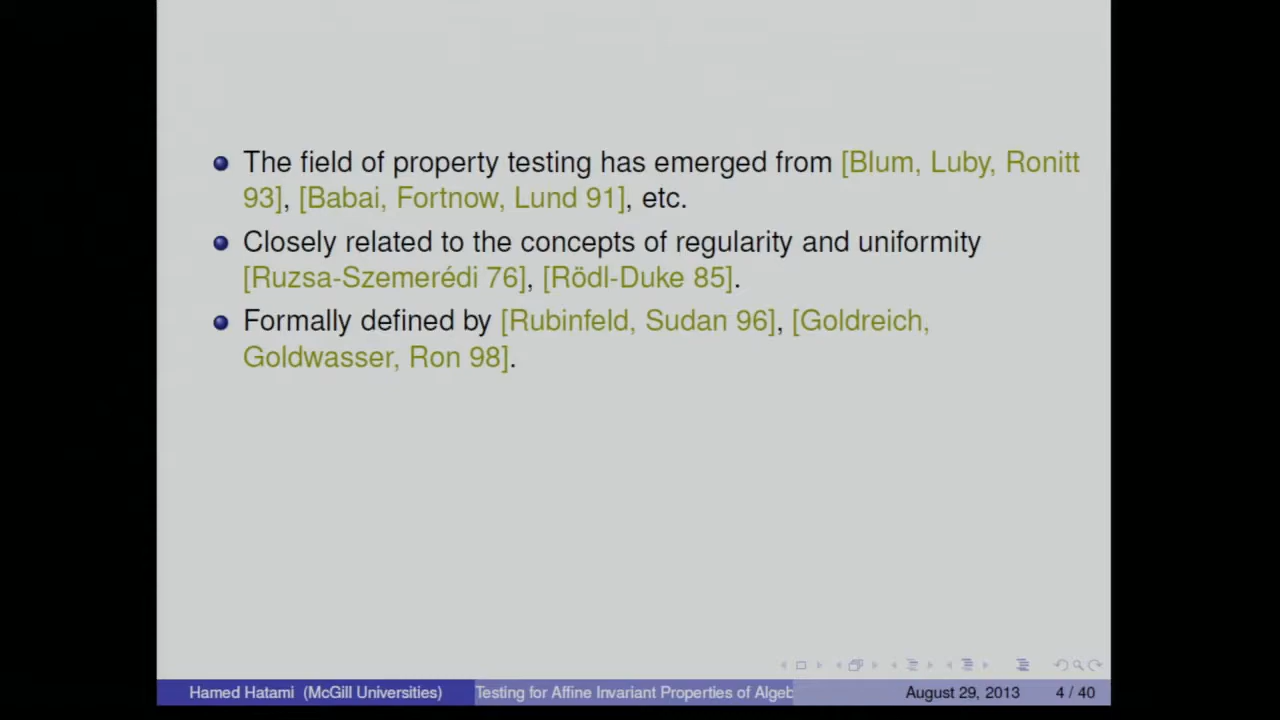 The field of property testing has emerged from [Blum, Luby, Ronitt
93], [Babai, Fortnow, Lund 91], etc.
Closely related to the concepts of regularity and uniformity
[Ruzsa-Szemerédi 76], [Rödl-Duke 85].
Formally defined by [Rubinfeld, Sudan 96], [Goldreich,
Goldwasser, Ron 98].
Hamed Hatami (McGill Universities) Testing for Affine Invariant Properties of Algeb August 29, 2013 4 / 40